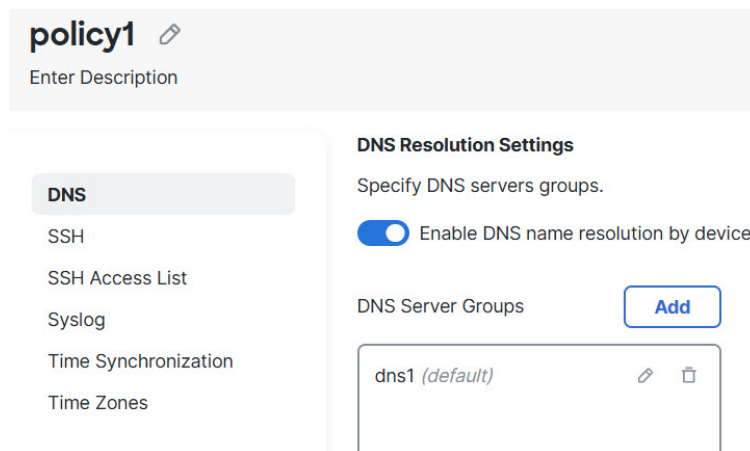 policy1
Enter Description
DNS
SSH
SSH Access List
Syslog
Time Synchronization
Time Zones
DNS Resolution Settings
Specify DNS servers groups.
Enable DNS name resolution by device
DNS Server Groups
Add
dns1 (default)